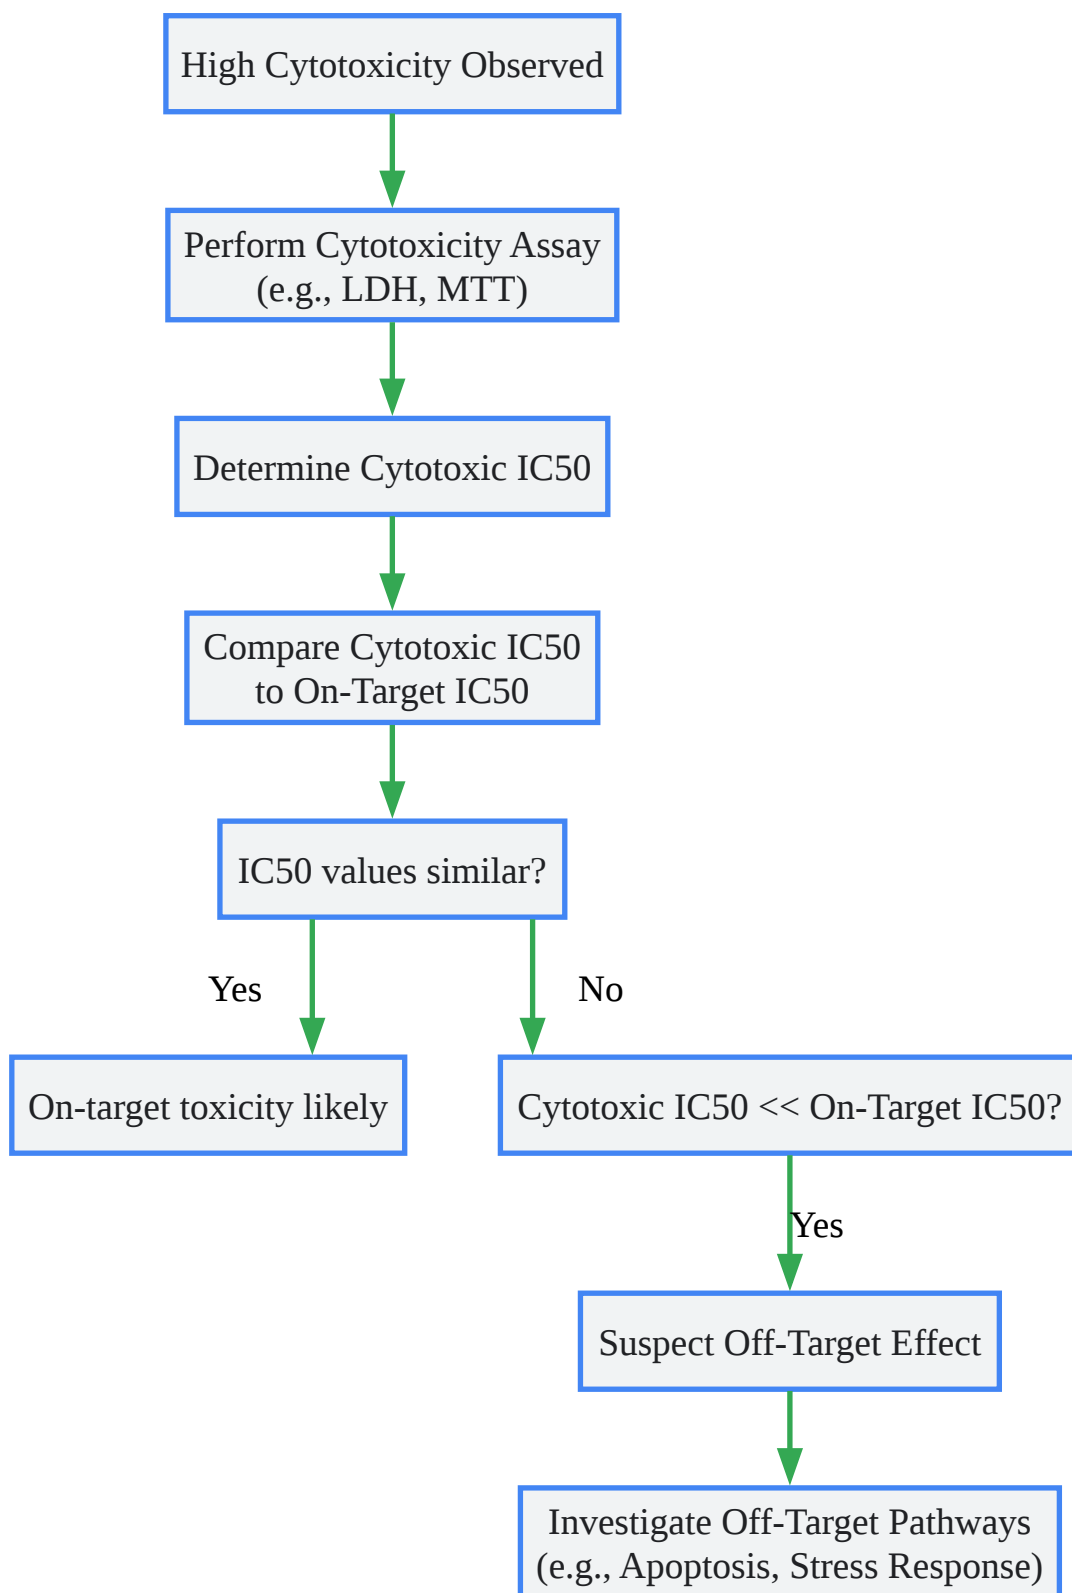 High Cytotoxicity Observed
Perform Cytotoxicity Assay
(e.g., LDH, MTT)
Determine Cytotoxic IC50
Compare Cytotoxic IC50
to On-Target IC50
IC50 values similar?
Yes
No
On-target toxicity likely
Cytotoxic IC50 << On-Target IC50?
Yes
Suspect Off-Target Effect
Investigate Off-Target Pathways
(e.g., Apoptosis, Stress Response)